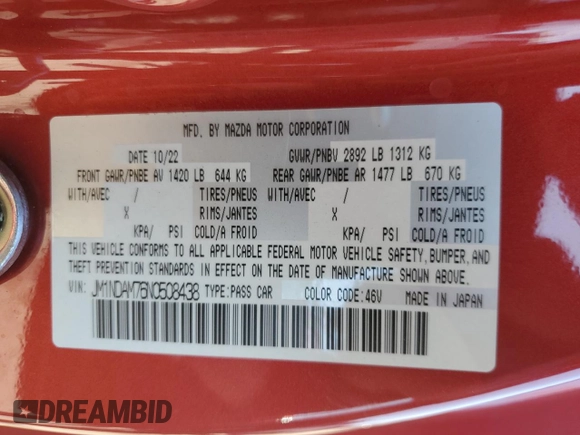 MFD. BY MAZDA MOTOR CORPORATION
DATE 10/22 GVWR/PNBV 2892 LB 1312 KG
FRONT GAWR/PNBE AV 1420 LB 644 KG REAR GAWR/PNBE AR 1477 LB 670 KG
WITH/AVEC / TIRES/PNEUS WITH/AVEC / TIRES/PNEUS
X RIMS/JANTES X RIMS/JANTES
KPA/ PSI COLD/A FROID KPA/ PSI COLD/A FROID
THIS VEHICLE CONFORMS TO ALL APPLICABLE FEDERAL MOTOR VEHICLE SAFETY, BUMPER, AND
THEFT PREVENTION STANDARDS IN EFFECT ON THE DATE OF MANUFACTURE SHOWN ABOVE.
VIN: JM1NDAM76N0508438 TYPE:PASS CAR COLOR CODE:46V MADE IN JAPAN
DREAMBID